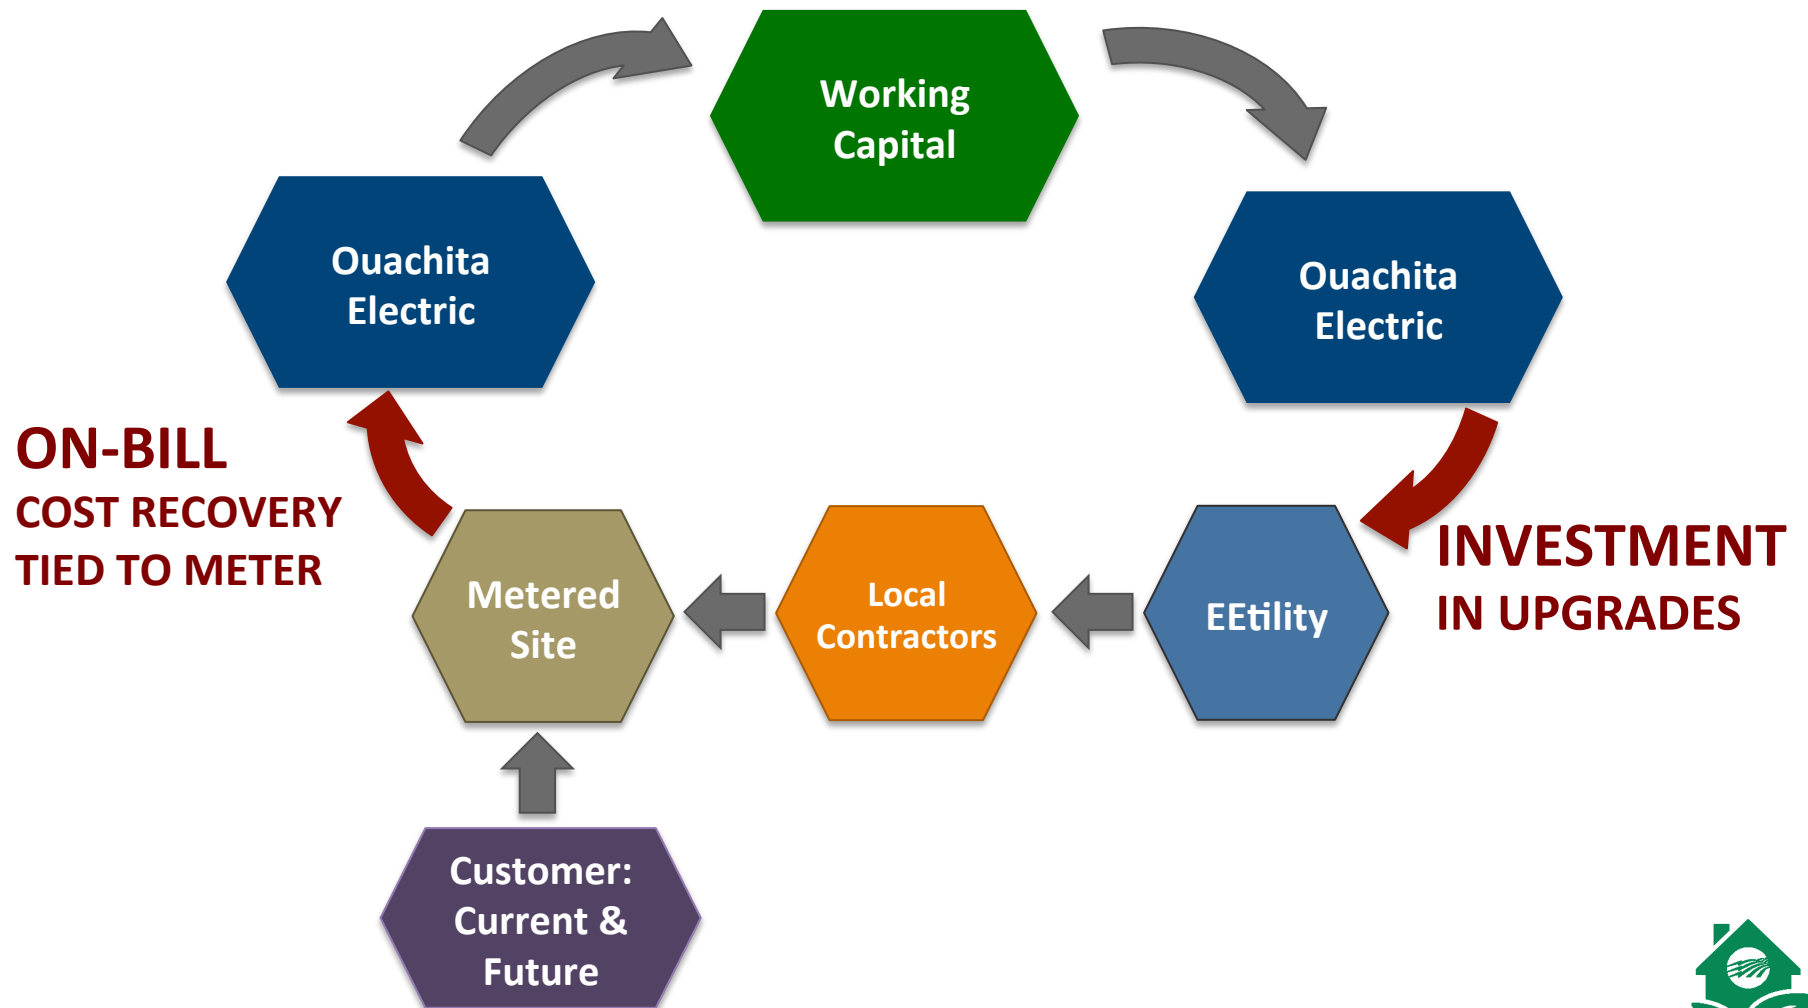 Working
Capital
Ouachita
Electric
Ouachita
Electric
ON-BILL
COST RECOVERY
TIED TO METER
INVESTMENT
IN UPGRADES
Metered
Site
Local
Contractors
EEtility
Customer:
Current &
Future